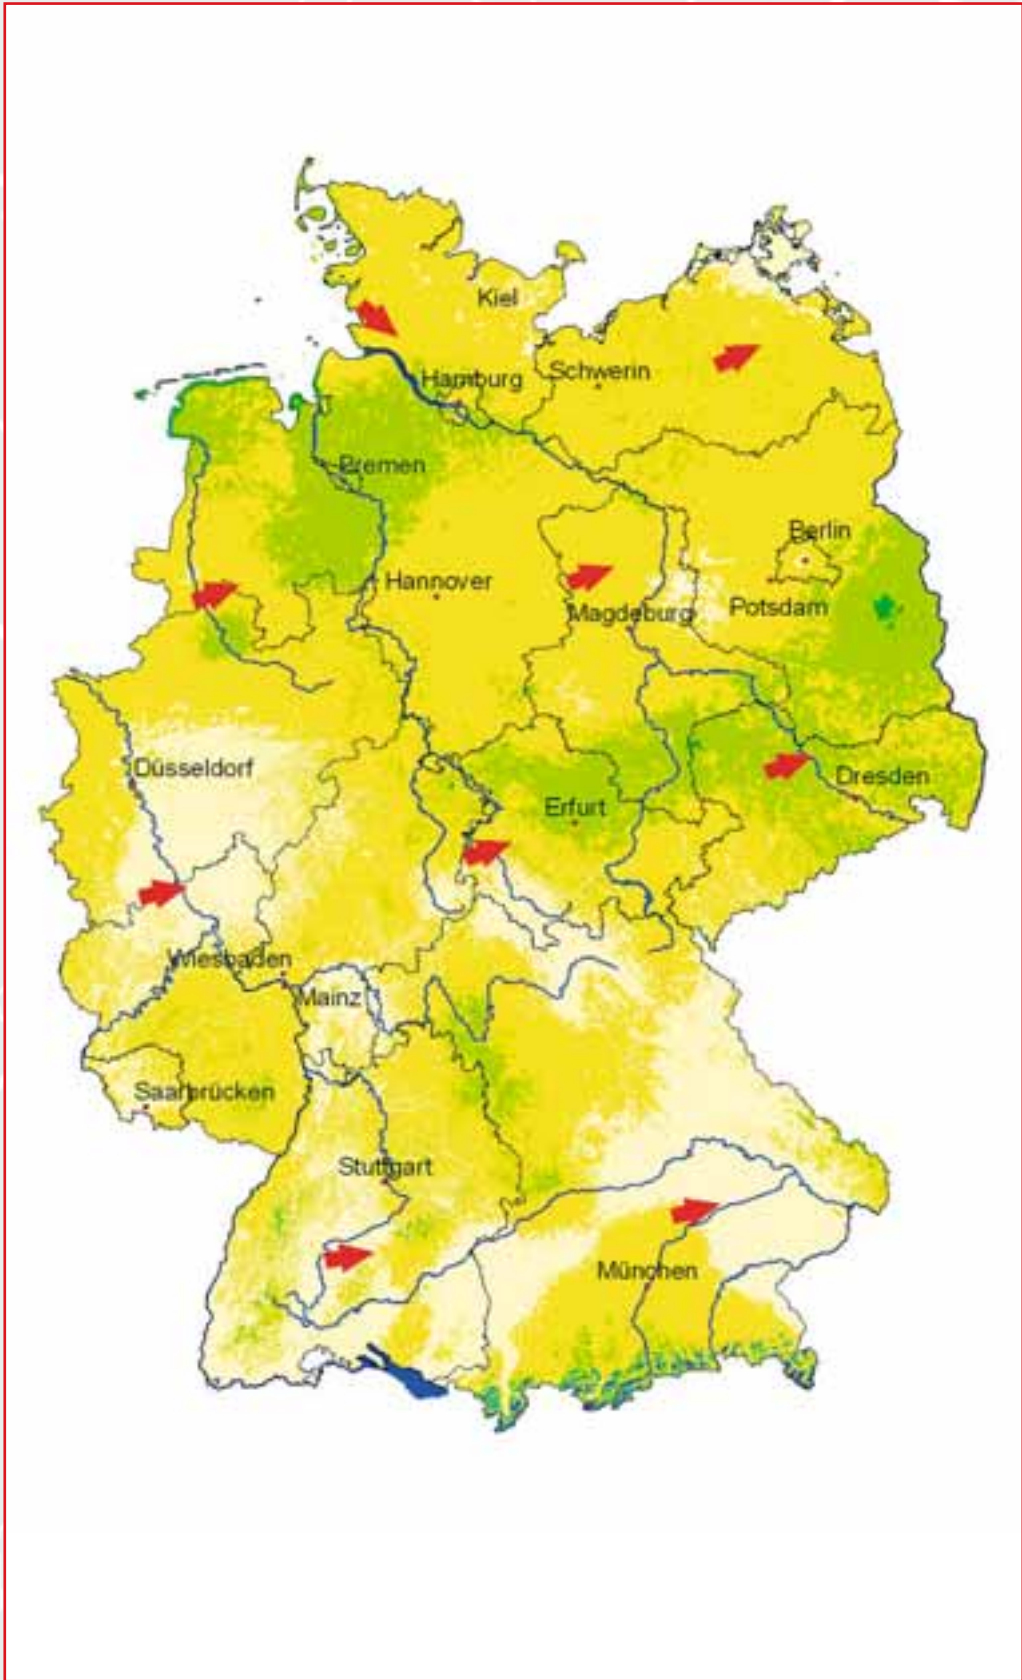 Kiel
Schwerin
Hamburg
Bremen
Berlin
Hannover
Potsdam
Magdeburg
Düsseldorf
Dresden
Erfurt
Wiesbaden
Mainz
Saarbrücken
Stuttgart
München